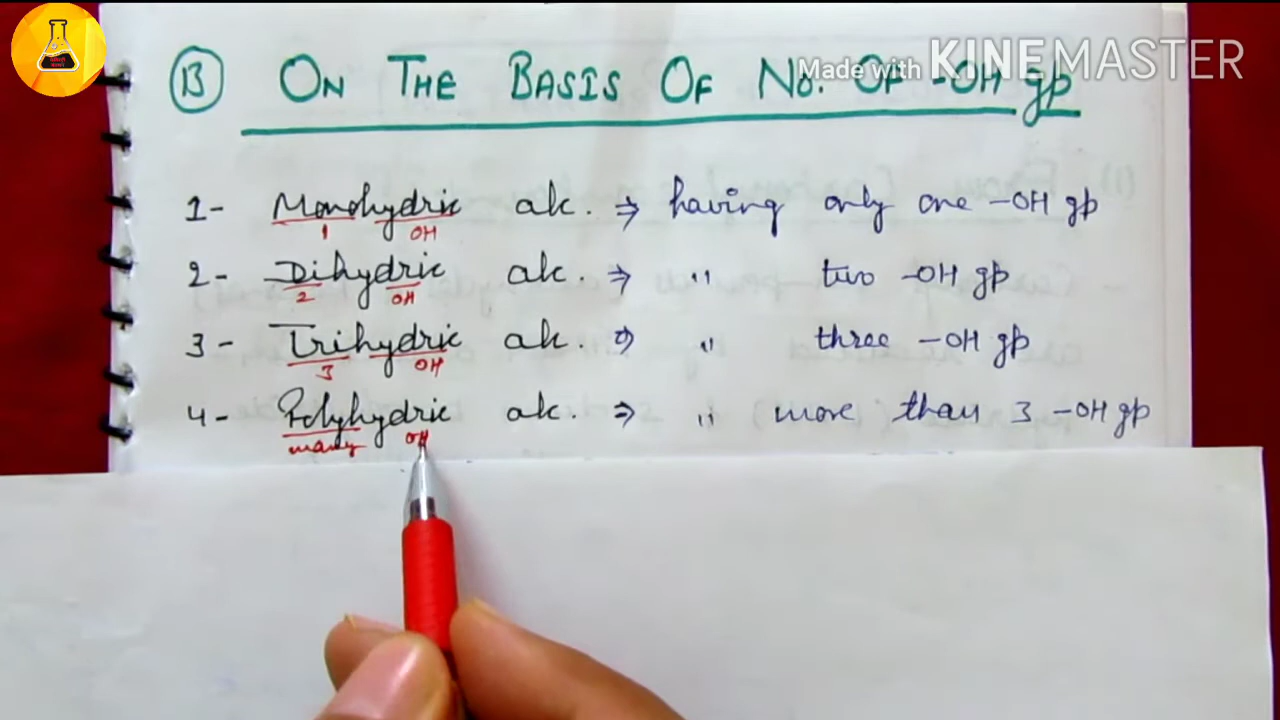 Made with KINEMASTER
B ON THE BASIS OF NO. OF -OH gp
1- Monohydric alc. ⇒ having only one -OH gp
1 OH
2- Dihydric alc. ⇒ " two -OH gp
2 OH
3- Trihydric alc. ⇒ " three -OH gp
3 OH
4- Polyhydric alc. ⇒ " more than 3 -OH gp
many OH